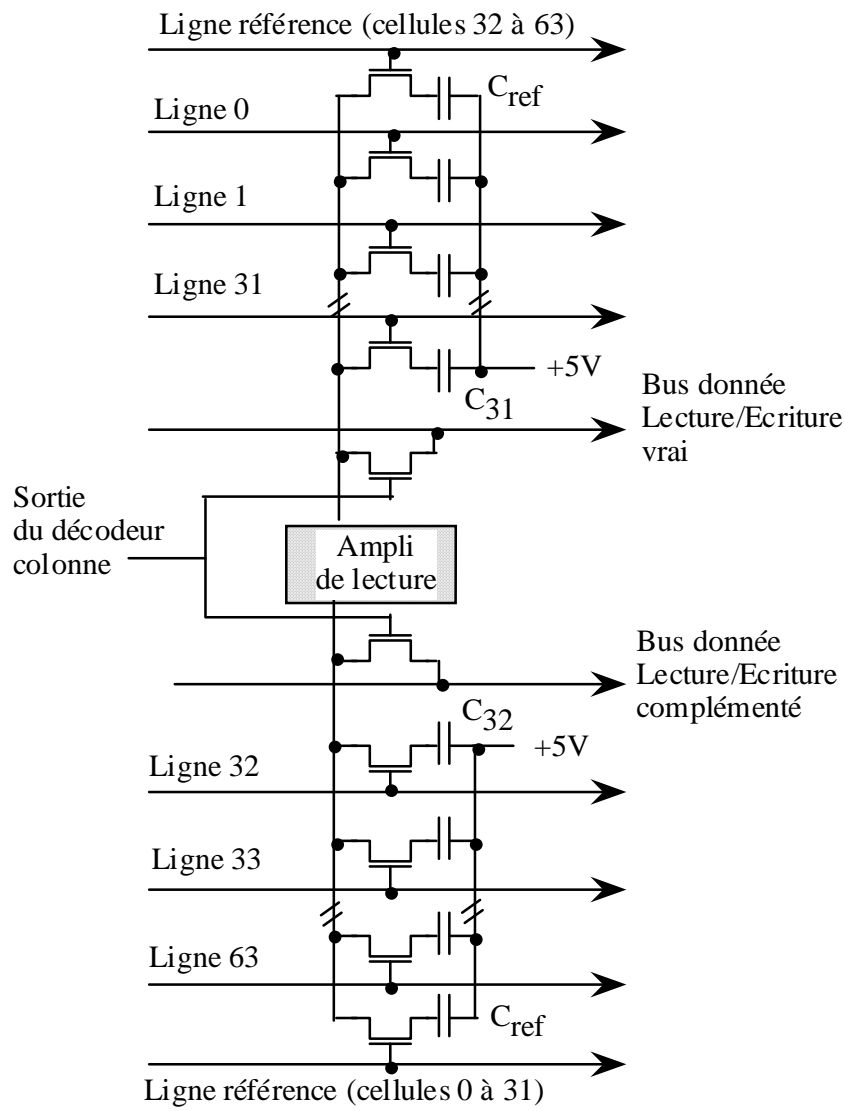 Ligne référence (cellules 32 à 63)
Cref
Ligne 0
Ligne 1
Ligne 31
+5V
C31
Bus donnée
Lecture/Ecriture
vrai
Sortie
du décodeur
colonne
Ampli
de lecture
Bus donnée
Lecture/Ecriture
complémenté
C32
+5V
Ligne 32
Ligne 33
Ligne 63
Cref
Ligne référence (cellules 0 à 31)